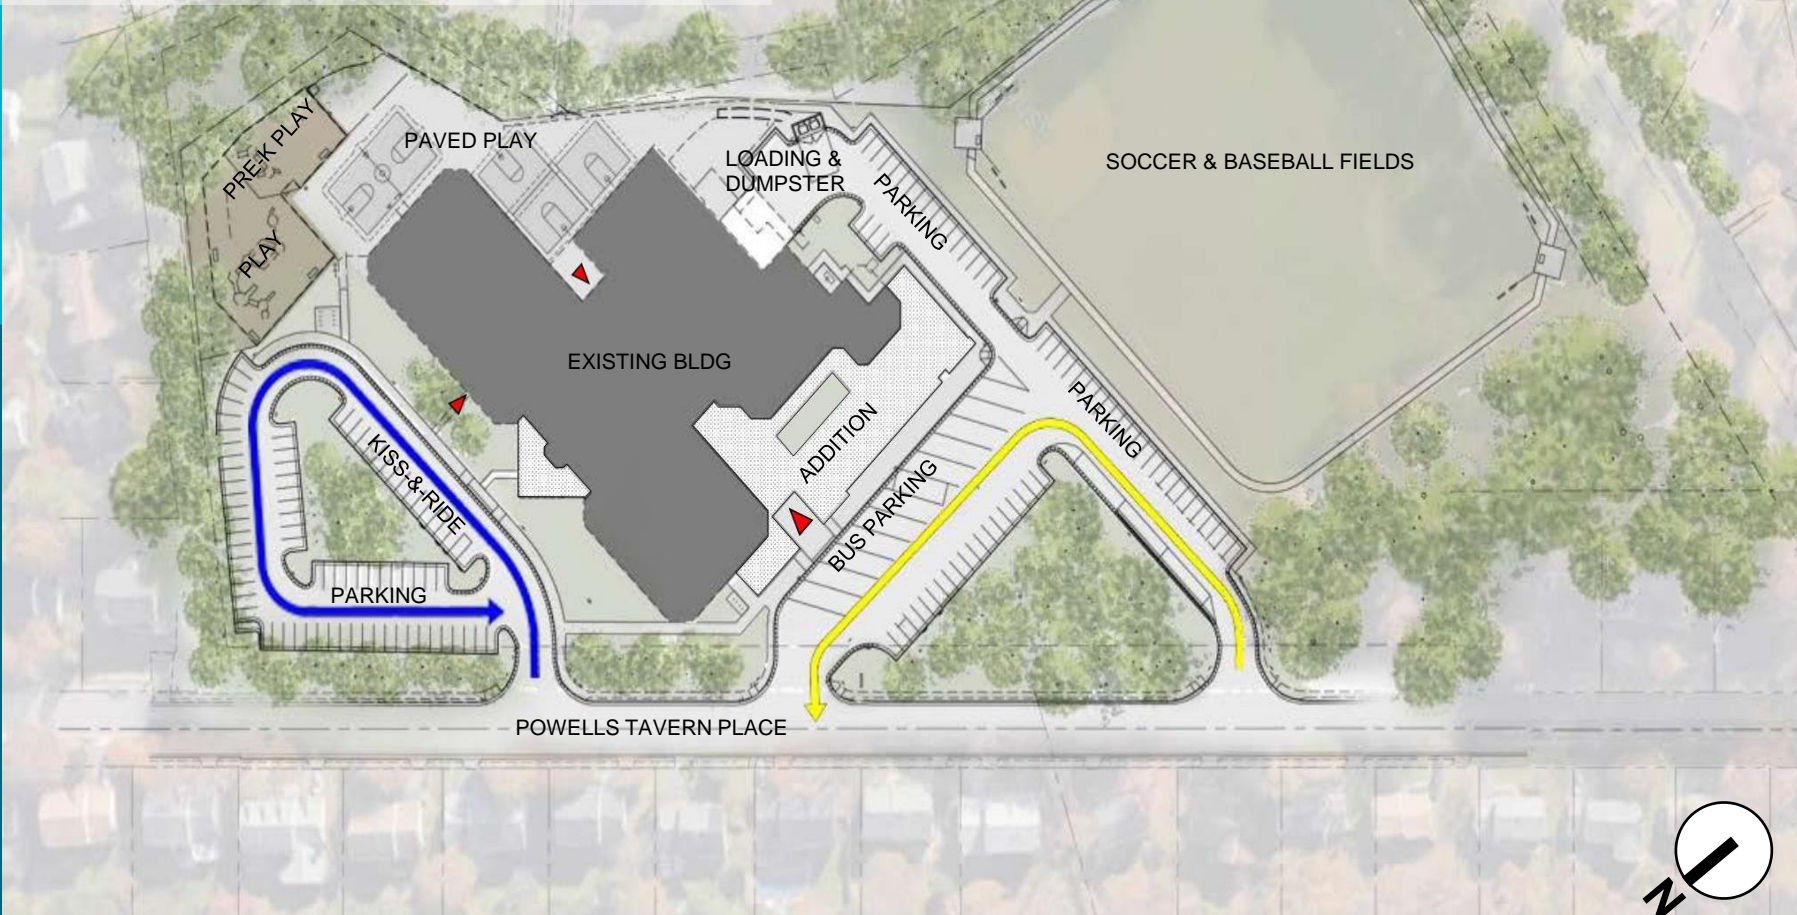 PRE-K PLAY
PAVED PLAY
LOADING &
DUMPSTER
PARKING
SOCCER & BASEBALL FIELDS
PLAY
EXISTING BLDG
PARKING
ADDITION
KISS-&-RIDE
BUS PARKING
PARKING
POWELLS TAVERN PLACE
N